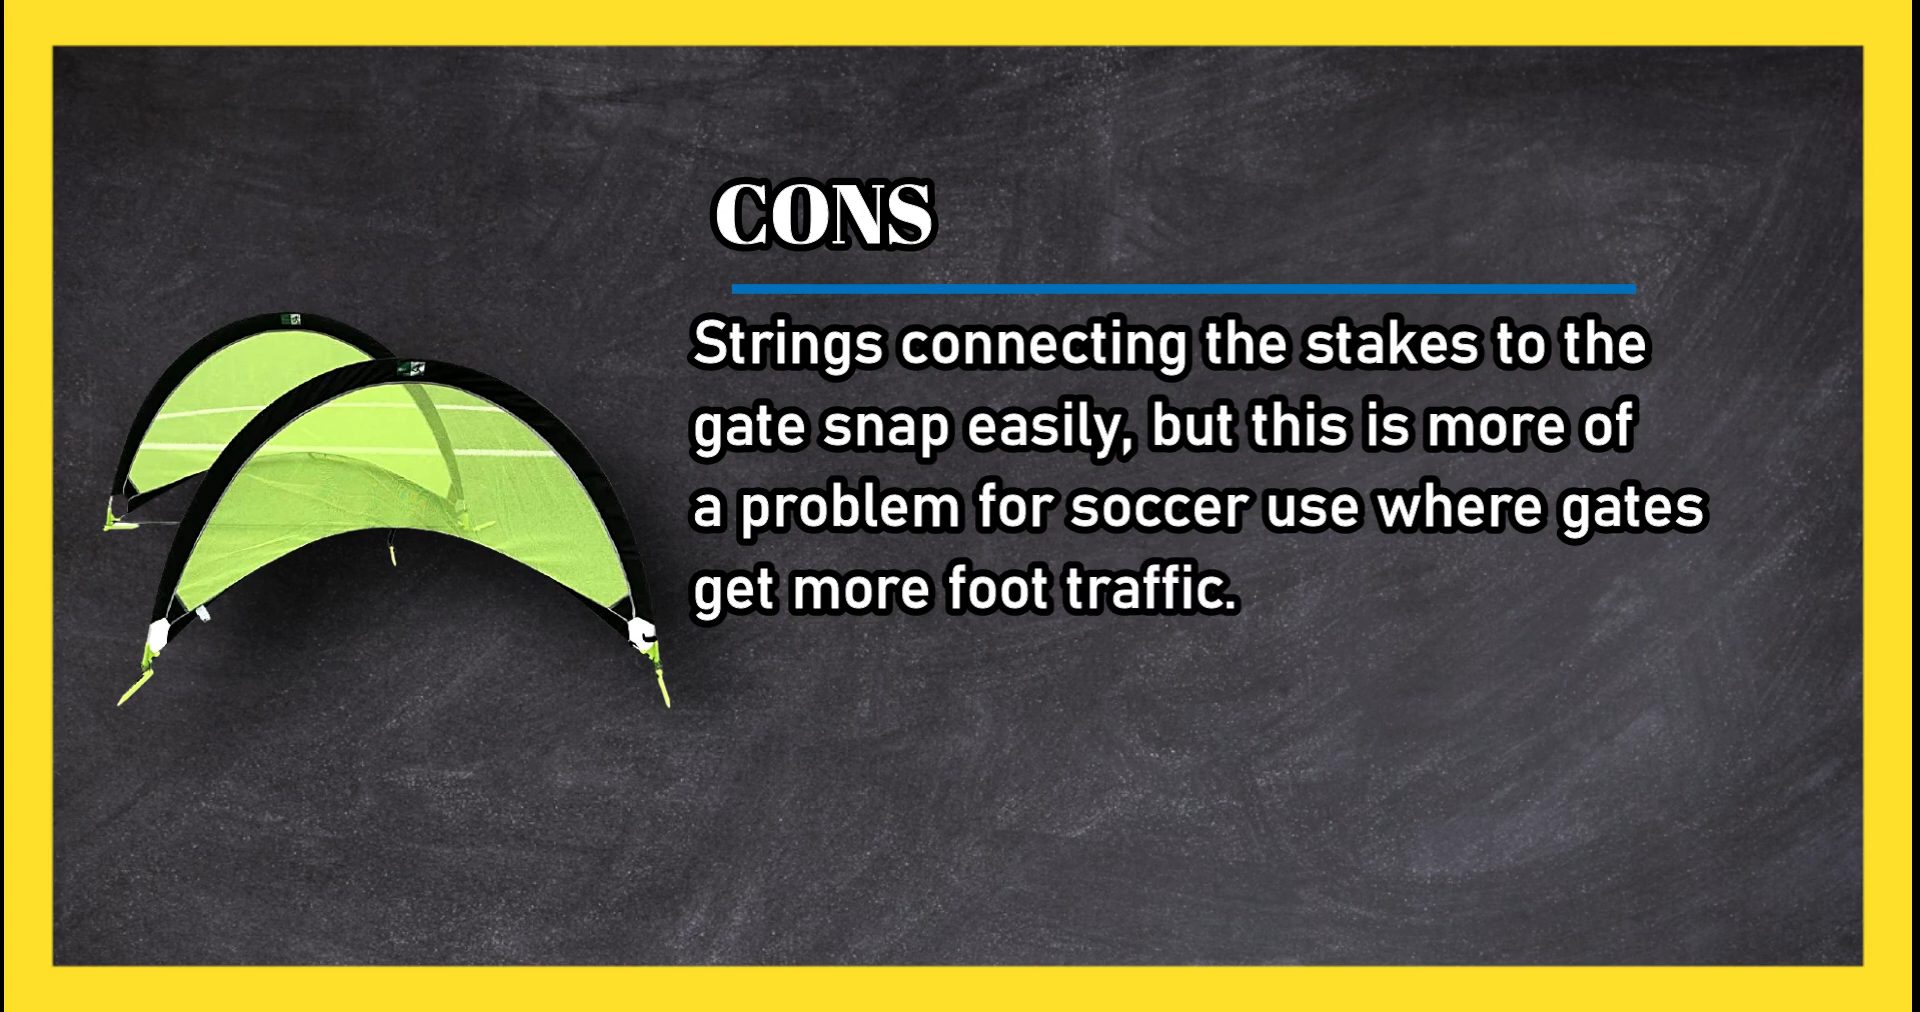 CONS
Strings connecting the stakes to the
gate snap easily, but this is more of
a problem for soccer use where gates
get more foot traffic.